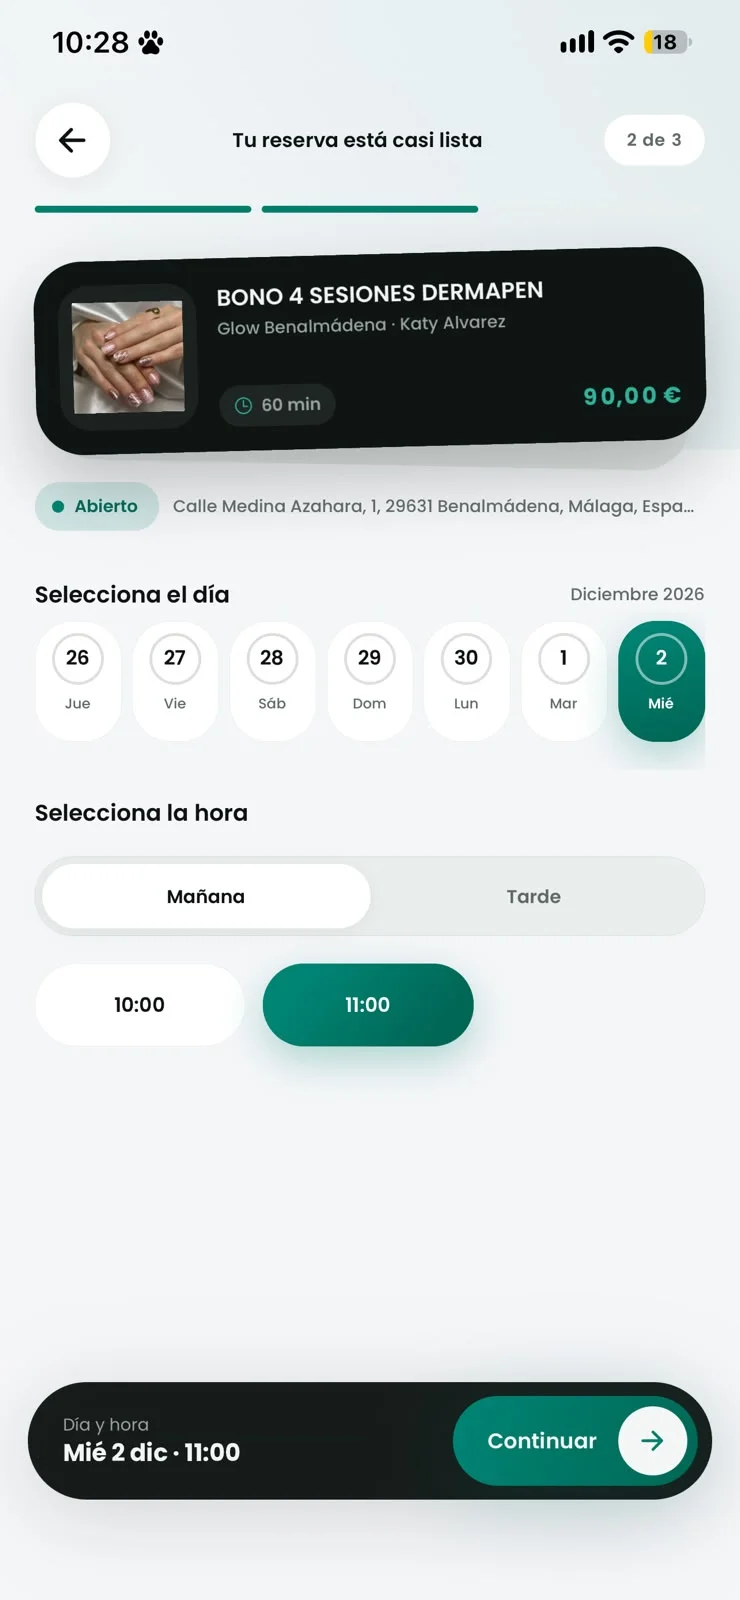 10:28
18
Tu reserva está casi lista
2 de 3
BONO 4 SESIONES DERMAPEN
Glow Benalmádena · Katy Alvarez
60 min
90,00 €
Abierto
Calle Medina Azahara, 1, 29631 Benalmádena, Málaga, Espa...
Selecciona el día
Diciembre 2026
26 27 28 29 30 1 2
Jue Vie Sáb Dom Lun Mar Mié
Selecciona la hora
Mañana Tarde
10:00 11:00
Día y hora
Mié 2 dic · 11:00
Continuar